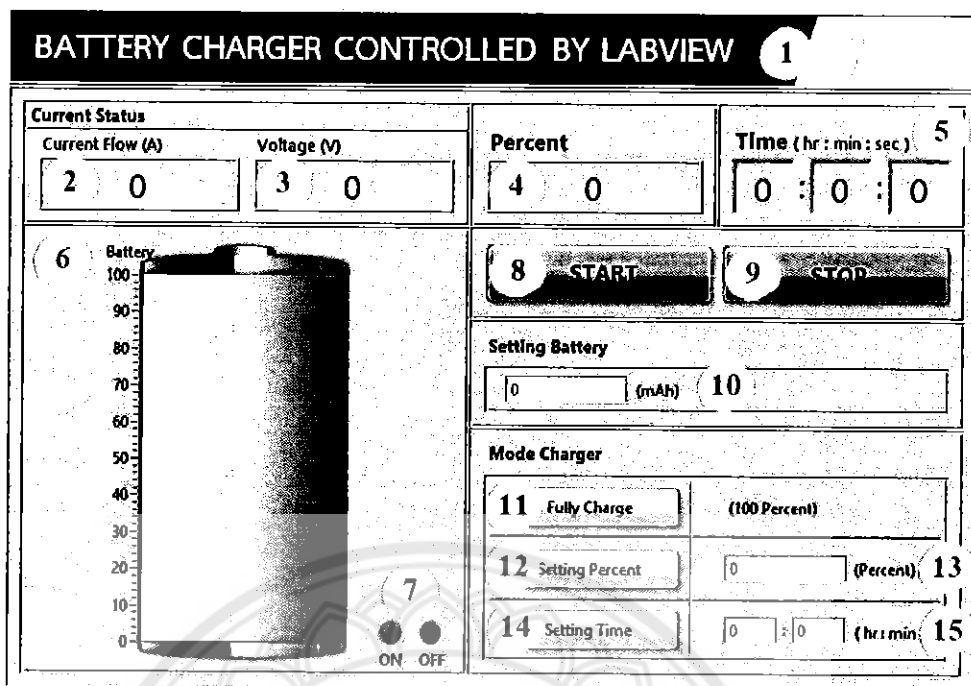 BATTERY CHARGER CONTROLLED BY LABVIEW 1
Current Status
Current Flow (A) Voltage (V)
2 0 3 0
Percent
4 0
Time (hr : min : sec) 5
0 : 0 : 0
6 Battery
100
90
80
70
60
50
40
30
20
10
0
7
ON OFF
8 START 9 STOP
Setting Battery
0 (mAh) 10
Mode Charger
11 Fully Charge (100 Percent)
12 Setting Percent 0 (Percent) 13
14 Setting Time 0 : 0 (hr : min 15